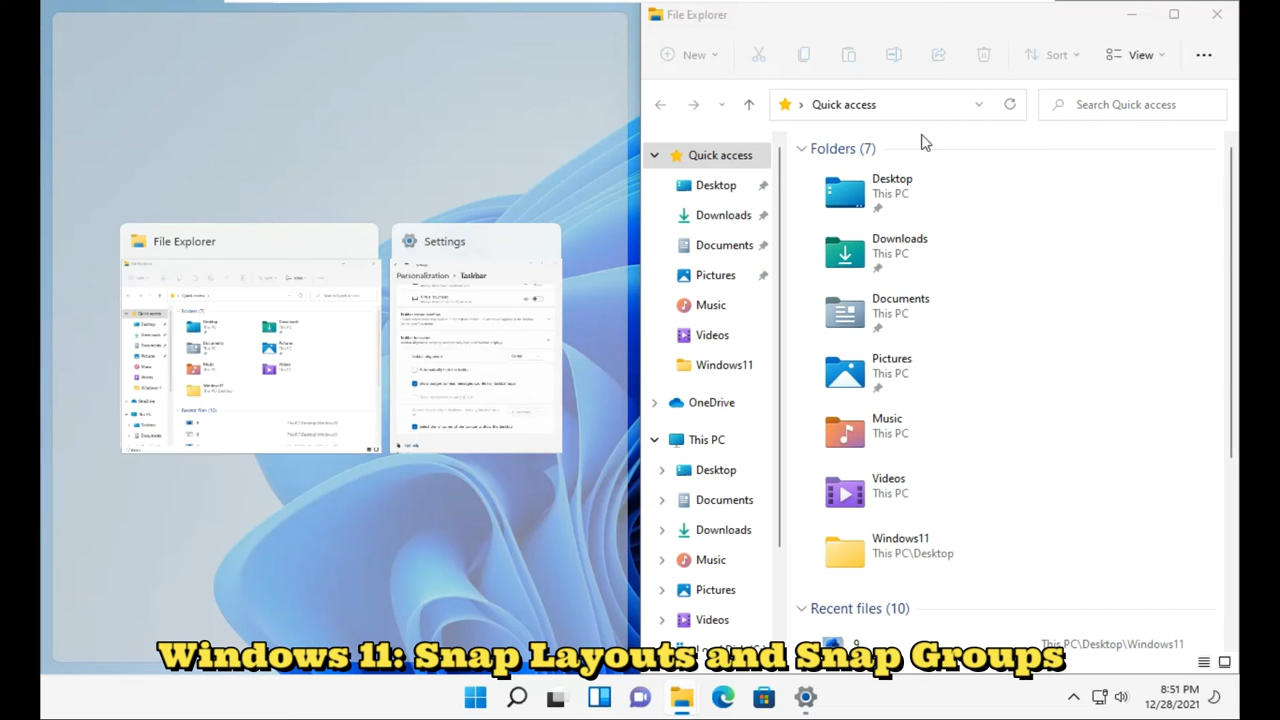 File Explorer
New
Sort
View
Quick access
Search Quick access
Quick access
Desktop
Downloads
Documents
Pictures
Music
Videos
Windows11
OneDrive
This PC
Desktop
Documents
Downloads
Music
Pictures
Videos
Folders (7)
Desktop
This PC
Downloads
This PC
Documents
This PC
Pictures
This PC
Music
This PC
Videos
This PC
Windows11
This PC\Desktop
Recent files (10)
9
This PC\Desktop\Windows11
File Explorer
Settings
Personalization > Taskbar
Windows 11: Snap Layouts and Snap Groups
8:51 PM
12/28/2021